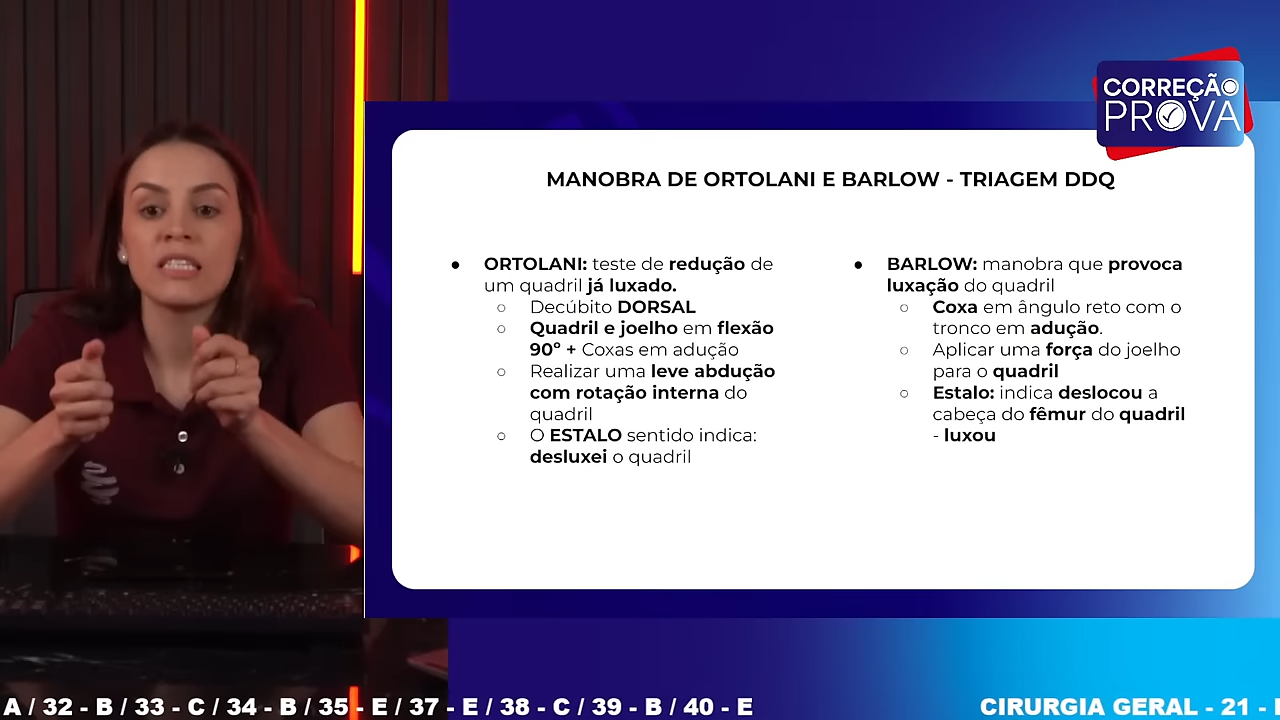 CORREÇÃO
PROVA
MANOBRA DE ORTOLANI E BARLOW - TRIAGEM DDQ
● ORTOLANI: teste de redução de
um quadril já luxado.
○ Decúbito DORSAL
○ Quadril e joelho em flexão
90º + Coxas em adução
○ Realizar uma leve abdução
com rotação interna do
quadril
○ O ESTALO sentido indica:
desluxei o quadril
● BARLOW: manobra que provoca
luxação do quadril
○ Coxa em ângulo reto com o
tronco em adução.
○ Aplicar uma força do joelho
para o quadril
○ Estalo: indica deslocou a
cabeça do fêmur do quadril
- luxou
A / 32 - B / 33 - C / 34 - B / 35 - E / 37 - E / 38 - C / 39 - B / 40 - E
CIRURGIA GERAL - 21 -